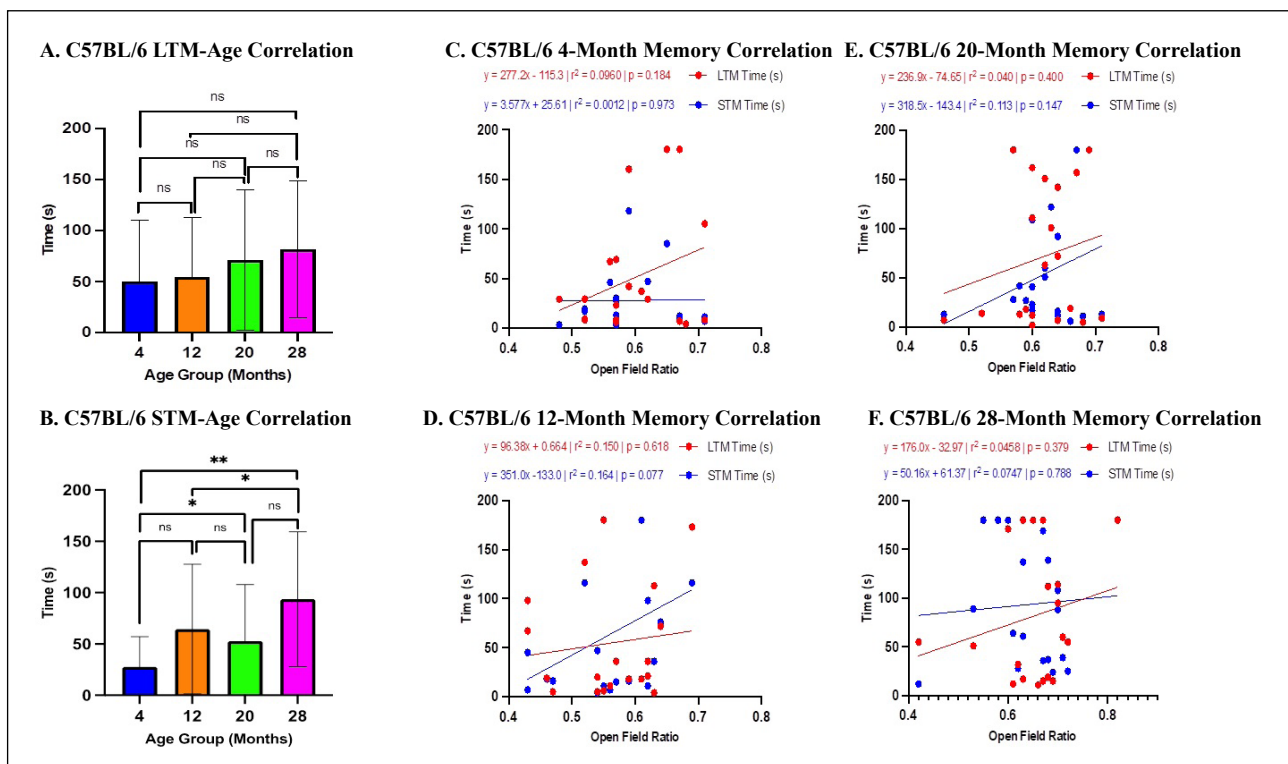 A. C57BL/6 LTM-Age Correlation
ns
ns
ns
ns
ns
ns
200
150
100
50
0
Time (s)
4 12 20 28
Age Group (Months)
B. C57BL/6 STM-Age Correlation
**
*
*
ns
ns
ns
200
150
100
50
0
Time (s)
4 12 20 28
Age Group (Months)
C. C57BL/6 4-Month Memory Correlation
y = 277.2x - 115.3 | r² = 0.0960 | p = 0.184 LTM Time (s)
y = 3.577x + 25.61 | r² = 0.0012 | p = 0.973 STM Time (s)
200
150
100
50
0
Time (s)
0.4 0.5 0.6 0.7 0.8
Open Field Ratio
D. C57BL/6 12-Month Memory Correlation
y = 96.38x + 0.664 | r² = 0.150 | p = 0.618 LTM Time (s)
y = 351.0x -133.0 | r² = 0.164 | p = 0.077 STM Time (s)
200
150
100
50
0
Time (s)
0.4 0.5 0.6 0.7 0.8
Open Field Ratio
E. C57BL/6 20-Month Memory Correlation
y = 236.9x - 74.65 | r² = 0.040 | p = 0.400 LTM Time (s)
y = 318.5x - 143.4 | r² = 0.113 | p = 0.147 STM Time (s)
200
150
100
50
0
Time (s)
0.4 0.5 0.6 0.7 0.8
Open Field Ratio
F. C57BL/6 28-Month Memory Correlation
y = 176.0x - 32.97 | r² = 0.0458 | p = 0.379 LTM Time (s)
y = 50.16x + 61.37 | r² = 0.0747 | p = 0.788 STM Time (s)
200
150
100
50
0
Time (s)
0.4 0.6 0.8
Open Field Ratio